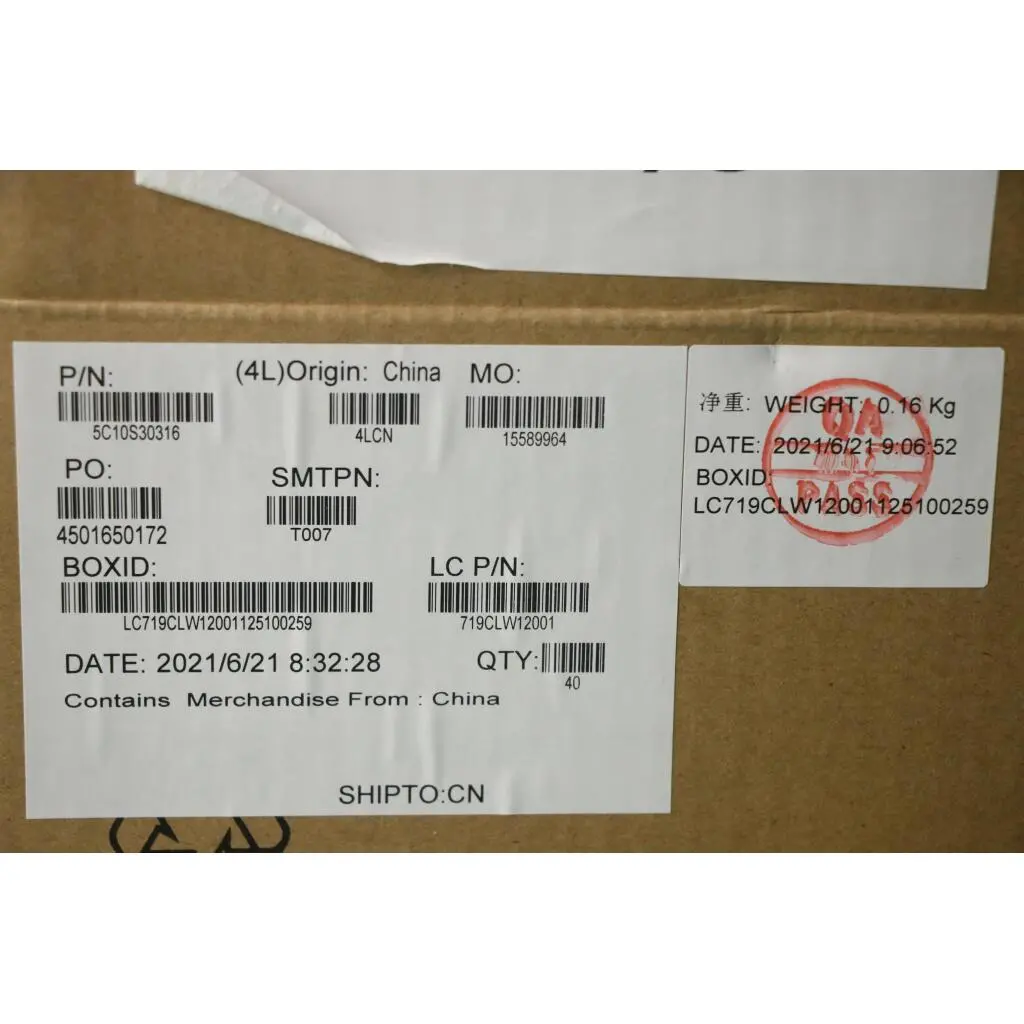 P/N: (4L)Origin: China MO:
5C10S30316 4LCN 15589964
PO: SMTPN:
4501650172 T007
BOXID: LC P/N:
LC719CLW12001125100259 719CLW12001
DATE: 2021/6/21 8:32:28 QTY:
40
Contains Merchandise From : China
SHIPTO:CN
净重: WEIGHT: 0.16 Kg
DATE: 2021/6/21 9:06:52
BOXID:
LC719CLW12001125100259
QA
PASS